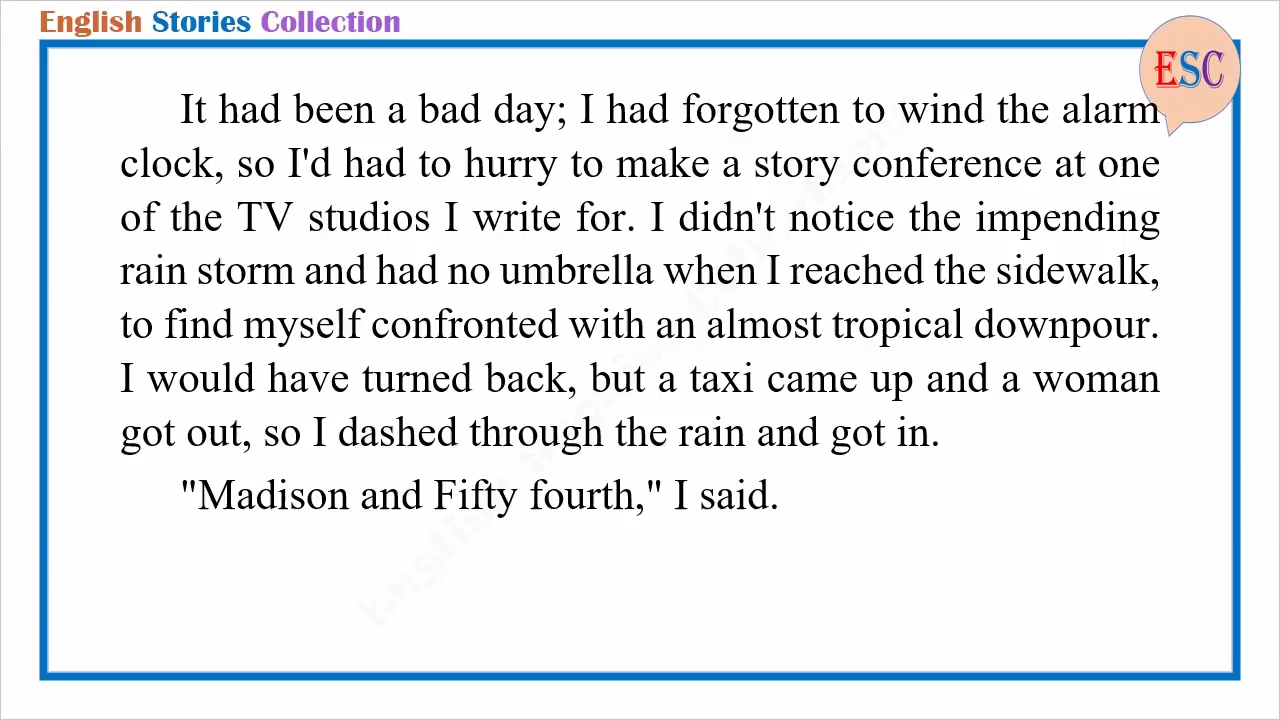 English Stories Collection
ESC
It had been a bad day; I had forgotten to wind the alarm
clock, so I'd had to hurry to make a story conference at one
of the TV studios I write for. I didn't notice the impending
rain storm and had no umbrella when I reached the sidewalk,
to find myself confronted with an almost tropical downpour.
I would have turned back, but a taxi came up and a woman
got out, so I dashed through the rain and got in.
"Madison and Fifty fourth," I said.